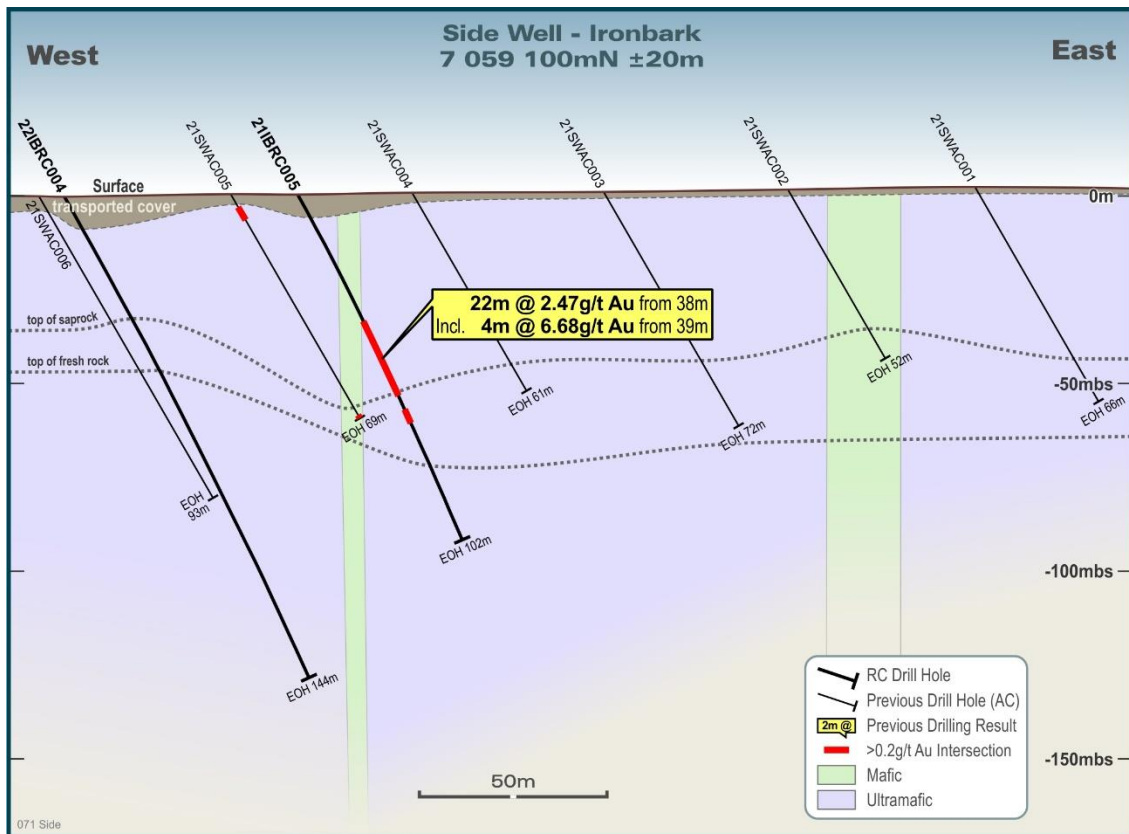 Side Well - Ironbark
7 059 100mN ±20m
West
East
22IBRC004
21SWAC005
21IBRC005
21SWAC004
21SWAC003
21SWAC002
21SWAC001
Surface
transported cover
21SWAC006
0m
22m @ 2.47g/t Au from 38m
Incl. 4m @ 6.68g/t Au from 39m
top of saprock
top of fresh rock
-50mbs
EOH 52m
EOH 61m
EOH 66m
EOH 69m
EOH 72m
EOH
93m
EOH 102m
-100mbs
EOH 144m
RC Drill Hole
Previous Drill Hole (AC)
2m @
Previous Drilling Result
>0.2g/t Au Intersection
Mafic
Ultramafic
-150mbs
50m
071 Side